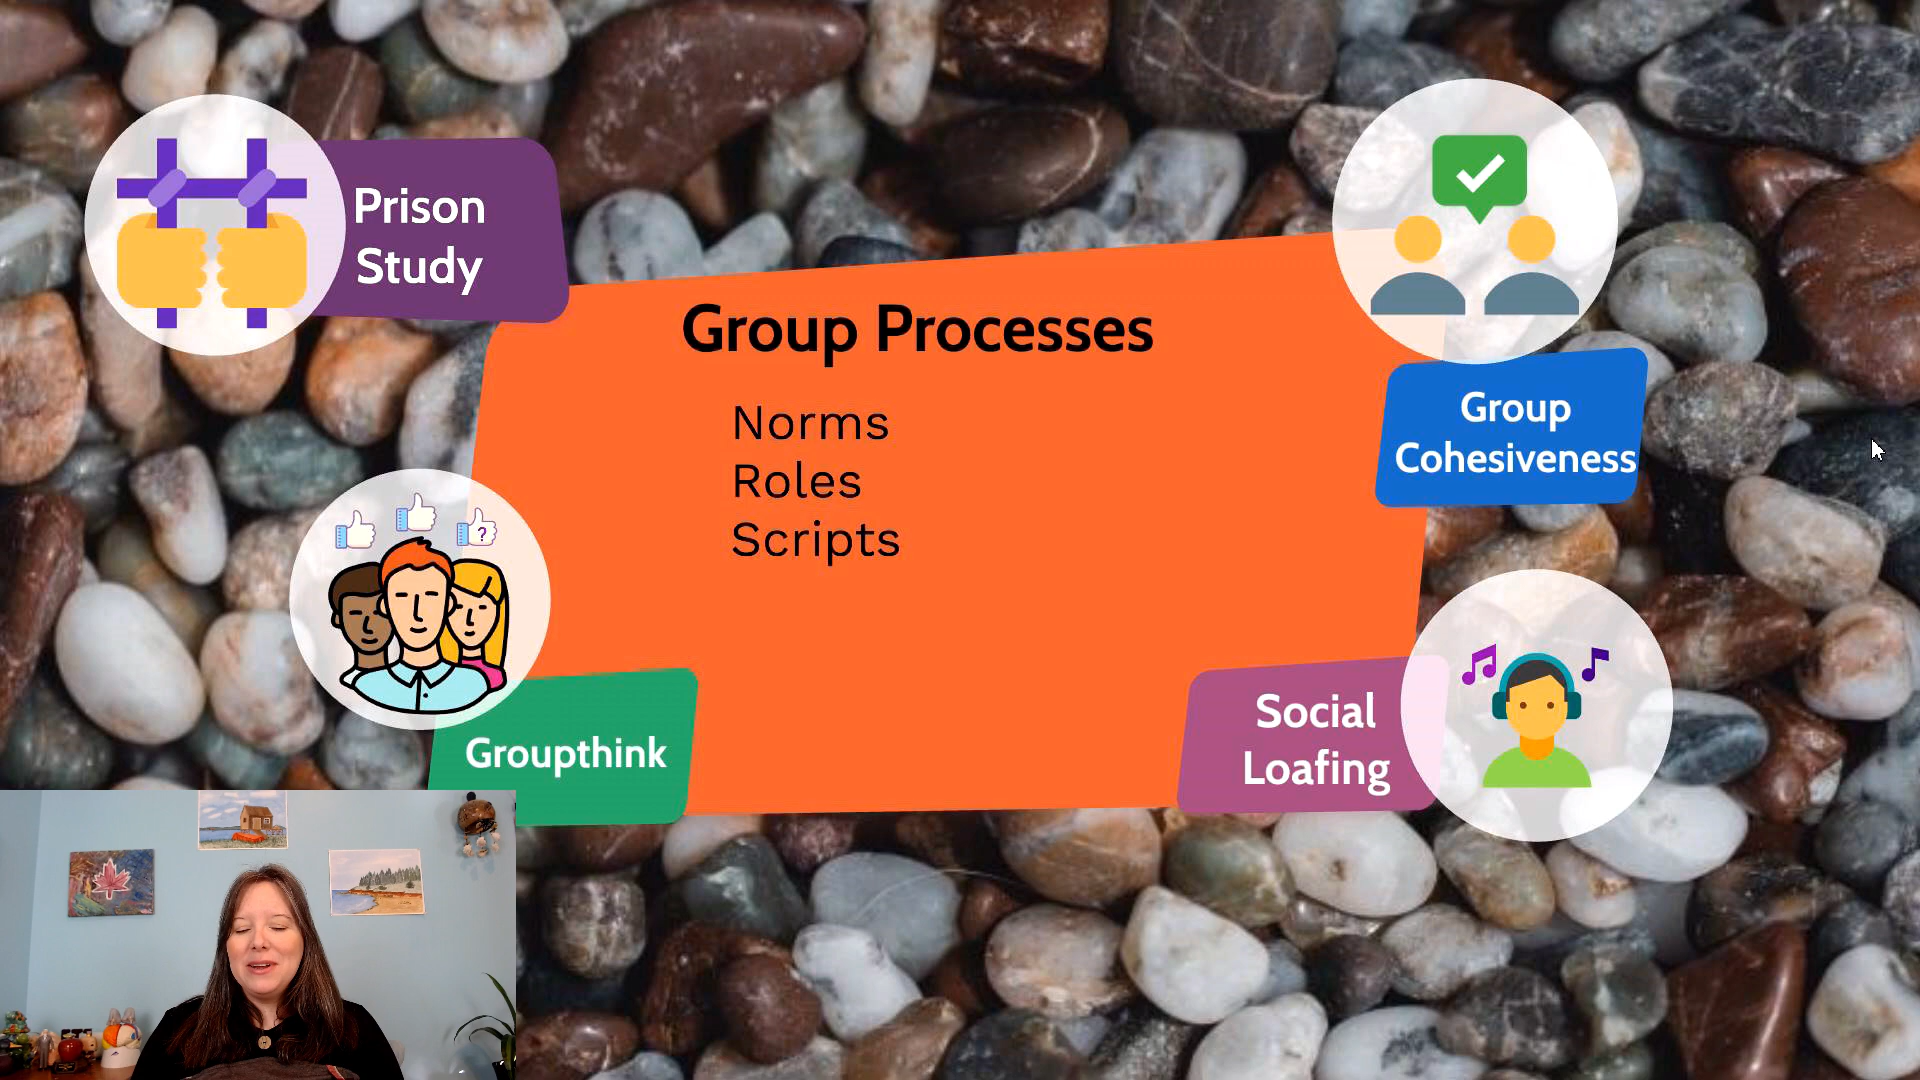 Prison
Study
Group Processes
Norms
Roles
Scripts
Group
Cohesiveness
?
Groupthink
Social
Loafing